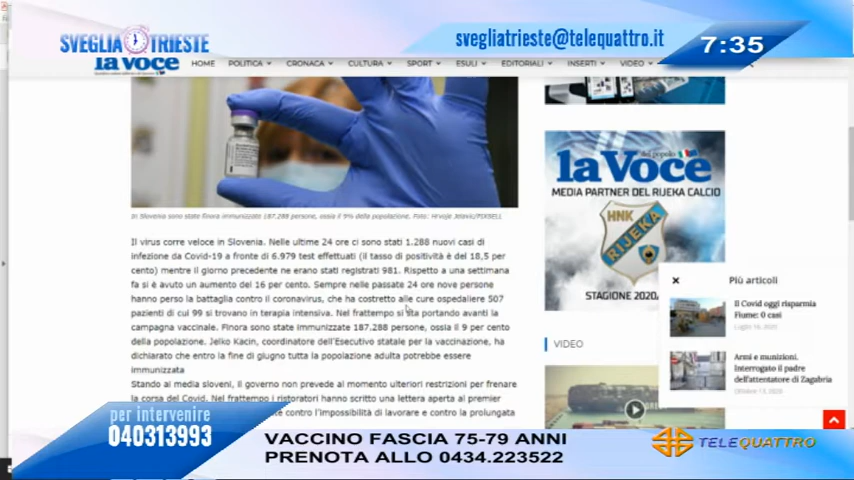 SVEGLIA TRIESTE
svegliatrieste@telequattro.it
7:35
la voce
HOME POLITICA CRONACA CULTURA SPORT ESULI EDITORIALI INSERTI VIDEO
In Slovenia sono state finora immunizzate 187.288 persone, ossia il 9% della popolazione. Foto: Hrvoje Jelavic/PIXSELL
Il virus corre veloce in Slovenia. Nelle ultime 24 ore ci sono stati 1.288 nuovi casi di
infezione da Covid-19 a fronte di 6.979 test effettuati (il tasso di positività è del 18,5 per
cento) mentre il giorno precedente ne erano stati registrati 981. Rispetto a una settimana
fa si è avuto un aumento del 16 per cento. Sempre nelle passate 24 ore nove persone
hanno perso la battaglia contro il coronavirus, che ha costretto alle cure ospedaliere 507
pazienti di cui 99 si trovano in terapia intensiva. Nel frattempo si sta portando avanti la
campagna vaccinale. Finora sono state immunizzate 187.288 persone, ossia il 9 per cento
della popolazione. Jelko Kacin, coordinatore dell'Esecutivo statale per la vaccinazione, ha
dichiarato che entro la fine di giugno tutta la popolazione adulta potrebbe essere
immunizzata
Stando ai media sloveni, il governo non prevede al momento ulteriori restrizioni per frenare
la corsa del Covid. Nel frattempo i ristoratori hanno scritto una lettera aperta al premier
contro l'impossibilità di lavorare e contro la prolungata
la Voce
del popolo
MEDIA PARTNER DEL RIJEKA CALCIO
HNK
RIJEKA
STAGIONE 2020/
VIDEO
Più articoli
Il Covid oggi risparmia
Fiume: 0 casi
Luglio 16, 2020
Armi e munizioni.
Interrogato il padre
dell'attentatore di Zagabria
Ottobre 13, 2020
per intervenire
040313993
VACCINO FASCIA 75-79 ANNI
PRENOTA ALLO 0434.223522
TELEQUATTRO